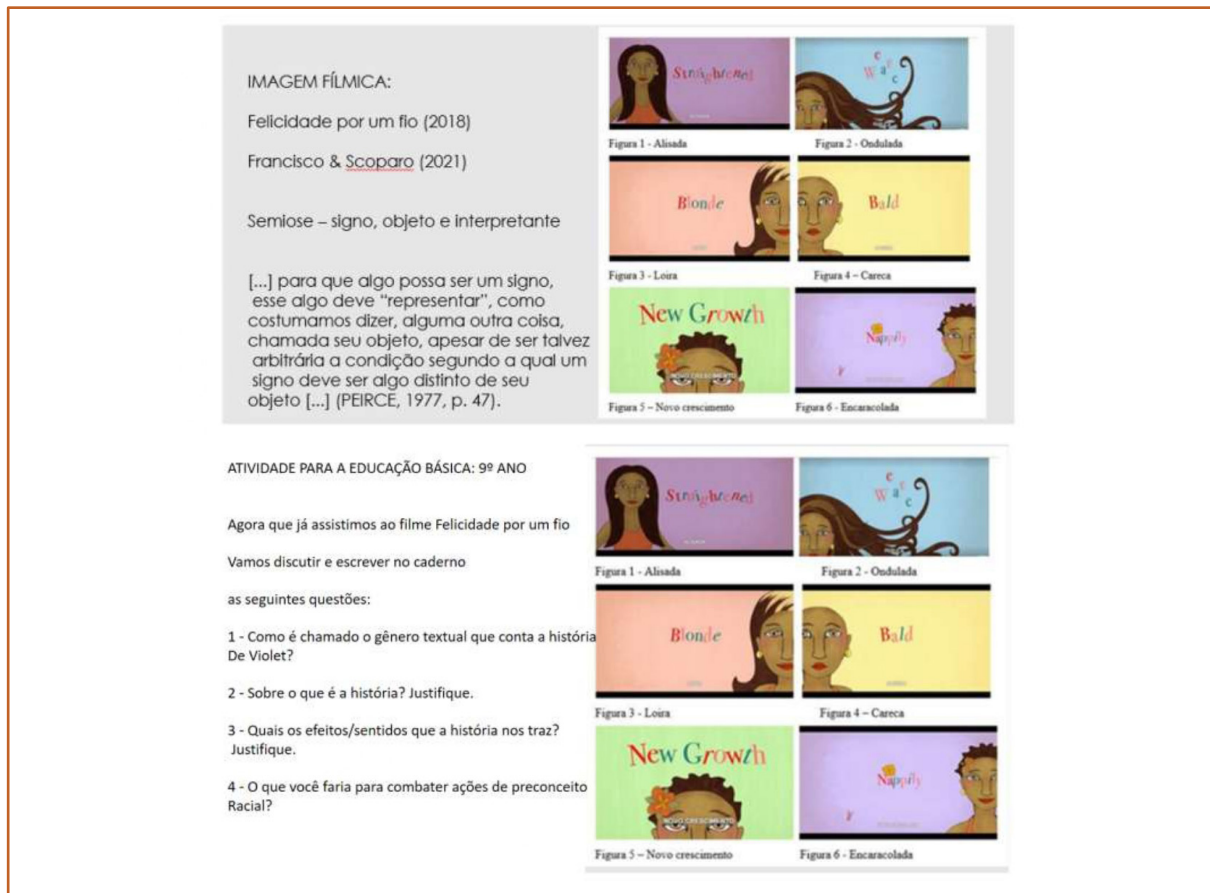 IMAGEM FÍLMICA:
Felicidade por um fio (2018)
Francisco & Scoparo (2021)
Semiose – signo, objeto e interpretante
[...] para que algo possa ser um signo,
esse algo deve “representar”, como
costumamos dizer, alguma outra coisa,
chamada seu objeto, apesar de ser talvez
arbitrária a condição segundo a qual um
signo deve ser algo distinto de seu
objeto [...] (PEIRCE, 1977, p. 47).
Straightened
Weave
Figura 1 - Alisada
Figura 2 - Ondulada
Blonde
Bald
Figura 3 - Loira
Figura 4 – Careca
New Growth
NOVO CRESCIMENTO
Nappily
Figura 5 – Novo crescimento
Figura 6 - Encaracolada
ATIVIDADE PARA A EDUCAÇÃO BÁSICA: 9º ANO
Agora que já assistimos ao filme Felicidade por um fio
Vamos discutir e escrever no caderno
as seguintes questões:
1 - Como é chamado o gênero textual que conta a história
De Violet?
2 - Sobre o que é a história? Justifique.
3 - Quais os efeitos/sentidos que a história nos traz?
Justifique.
4 - O que você faria para combater ações de preconceito
Racial?
Straightened
Weave
Figura 1 - Alisada
Figura 2 - Ondulada
Blonde
Bald
Figura 3 - Loira
Figura 4 – Careca
New Growth
NOVO CRESCIMENTO
Nappily
Figura 5 – Novo crescimento
Figura 6 - Encaracolada